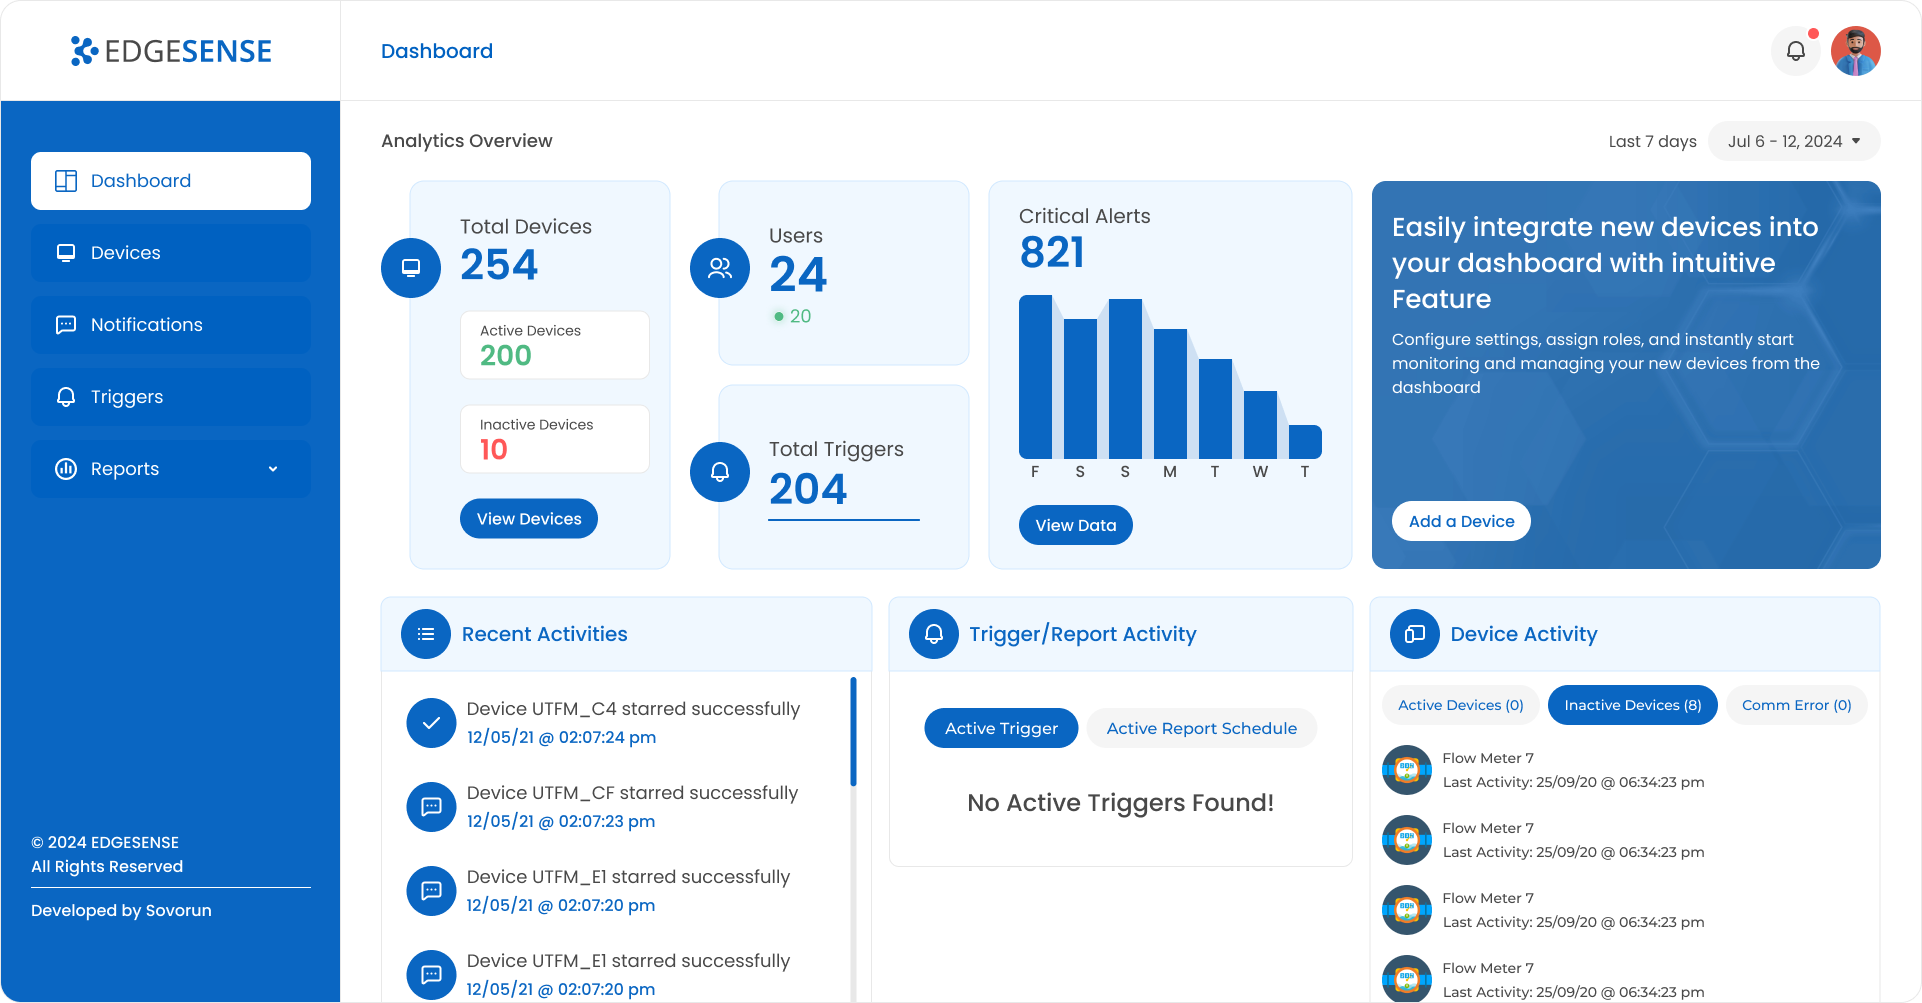 EDGESENSE
Dashboard
Dashboard
Devices
Notifications
Triggers
Reports
© 2024 EDGESENSE
All Rights Reserved
Developed by Sovorun
Analytics Overview
Last 7 days
Jul 6 - 12, 2024
Total Devices
254
Active Devices
200
Inactive Devices
10
View Devices
Users
24
20
Total Triggers
204
Critical Alerts
821
F S S M T W T
View Data
Easily integrate new devices into
your dashboard with intuitive
Feature
Configure settings, assign roles, and instantly start
monitoring and managing your new devices from the
dashboard
Add a Device
Recent Activities
Device UTFM_C4 starred successfully
12/05/21 @ 02:07:24 pm
Device UTFM_CF starred successfully
12/05/21 @ 02:07:23 pm
Device UTFM_E1 starred successfully
12/05/21 @ 02:07:20 pm
Device UTFM_E1 starred successfully
12/05/21 @ 02:07:20 pm
Trigger/Report Activity
Active Trigger
Active Report Schedule
No Active Triggers Found!
Device Activity
Active Devices (0)
Inactive Devices (8)
Comm Error (0)
Flow Meter 7
Last Activity: 25/09/20 @ 06:34:23 pm
Flow Meter 7
Last Activity: 25/09/20 @ 06:34:23 pm
Flow Meter 7
Last Activity: 25/09/20 @ 06:34:23 pm
Flow Meter 7
Last Activity: 25/09/20 @ 06:34:23 pm